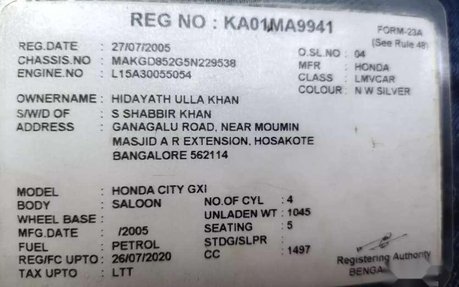 REG NO : KA01MA9941
FORM-23A
(See Rule 48)
REG.DATE : 27/07/2005
O.SL.NO : 04
CHASSIS.NO : MAKGD852G5N229538
MFR : HONDA
ENGINE.NO : L15A30055054
CLASS : LMVCAR
COLOUR : N W SILVER
OWNERNAME : HIDAYATH ULLA KHAN
S/W/D OF : S SHABBIR KHAN
ADDRESS : GANAGALU ROAD, NEAR MOUMIN
MASJID A R EXTENSION, HOSAKOTE
BANGALORE 562114
MODEL : HONDA CITY GXI
BODY : SALOON
NO.OF CYL : 4
WHEEL BASE :
UNLADEN WT : 1045
MFG.DATE : /2005
SEATING : 5
FUEL : PETROL
STDG/SLPR :
REG/FC UPTO : 26/07/2020
CC : 1497
TAX UPTO : LTT
Registering Authority
BENGA